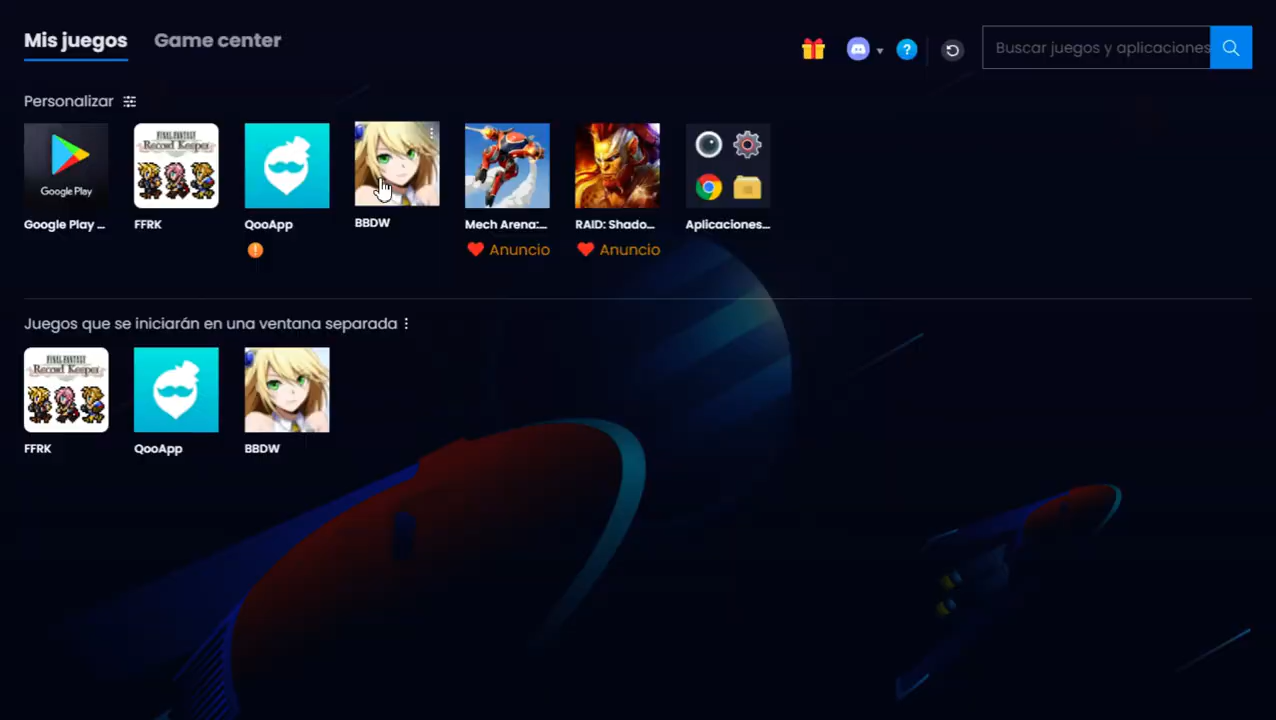 Mis juegos
Game center
Buscar juegos y aplicaciones
Personalizar
Google Play
FINAL FANTASY
Record Keeper
Google Play ...
FFRK
QooApp
BBDW
Mech Arena:...
RAID: Shado...
Aplicaciones...
Anuncio
Anuncio
Juegos que se iniciarán en una ventana separada
FINAL FANTASY
Record Keeper
FFRK
QooApp
BBDW